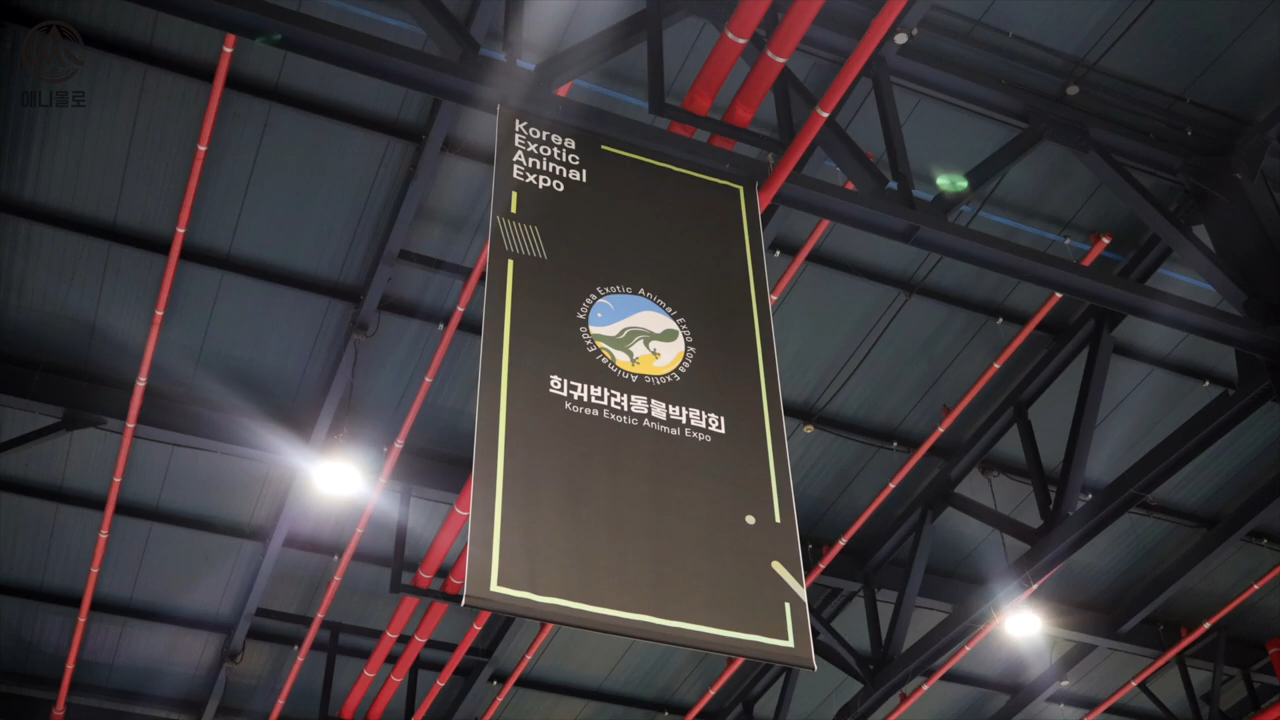 애니멀로
Korea
Exotic
Animal
Expo
Korea Exotic Animal Expo Korea Exotic Animal Expo
희귀반려동물박람회
Korea Exotic Animal Expo